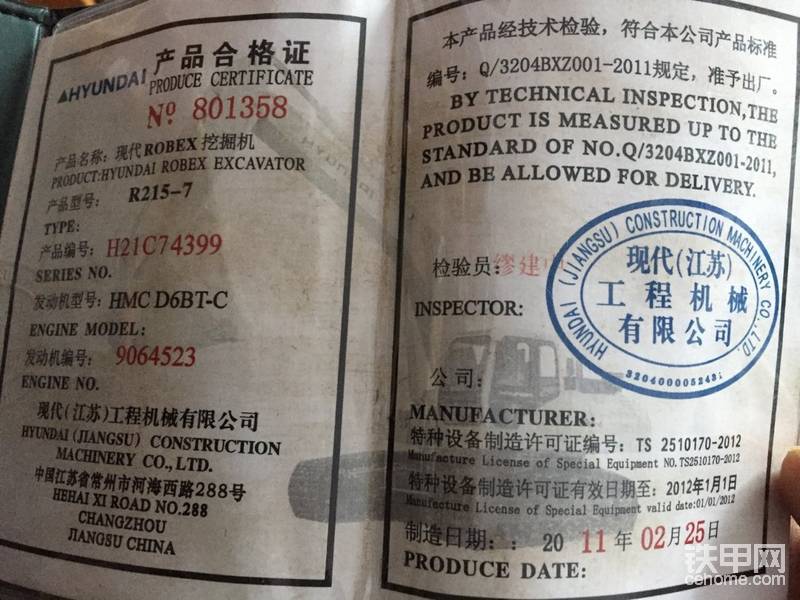 HYUNDAI 产品合格证
PRODUCE CERTIFICATE
Nº 801358
产品名称：现代ROBEX 挖掘机
PRODUCT:HYUNDAI ROBEX EXCAVATOR
产品型号： R215-7
TYPE:
产品编号：H21C74399
SERIES NO.
发动机型号：HMC D6BT-C
ENGINE MODEL:
发动机编号：9064523
ENGINE NO.
现代(江苏)工程机械有限公司
HYUNDAI (JIANGSU) CONSTRUCTION
MACHINERY CO., LTD.
中国江苏省常州市河海西路288号
HEHAI XI ROAD NO.288
CHANGZHOU
JIANGSU CHINA
本产品经技术检验，符合本公司产品标准
编号：Q/3204BXZ001-2011规定，准予出厂。
BY TECHNICAL INSPECTION,THE
PRODUCT IS MEASURED UP TO THE
STANDARD OF NO.Q/3204BXZ001-2011,
AND BE ALLOWED FOR DELIVERY.
检验员：缪建
INSPECTOR:
HYUNDAI (JIANGSU) CONSTRUCTION MACHINERY CO.,LTD.
现代(江苏)
工程机械
有限公司
公司：
MANUFACTURER:
特种设备制造许可证编号：TS 2510170-2012
Manufacture License of Special Equipment NO.TS2510170-2012
特种设备制造许可证有效日期至：2012年1月1日
Manufacture License of Special Equipment valid date:01/01/2012
制造日期：：2011年02月25日
PRODUCE DATE:
铁甲网
cehome.com